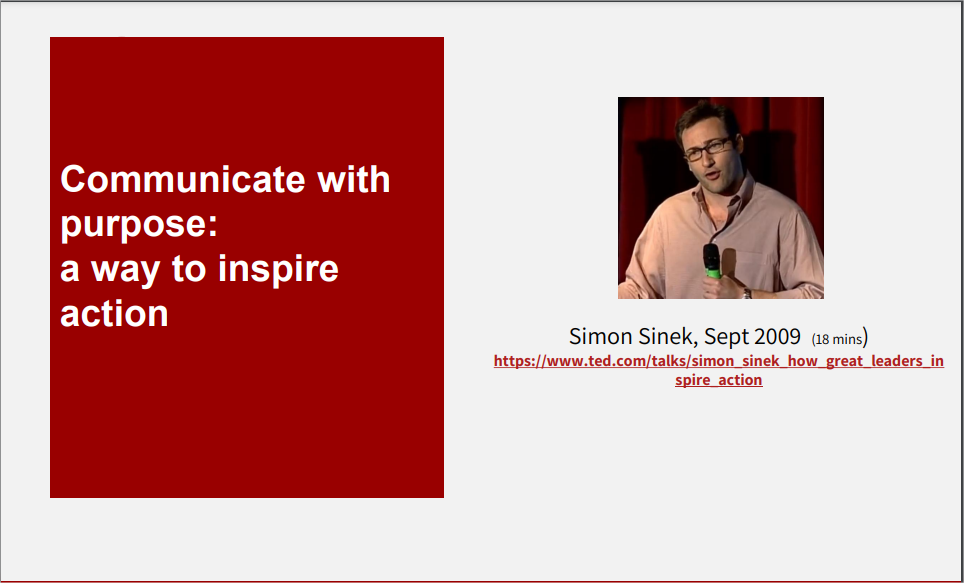 Communicate with
purpose:
a way to inspire
action
Simon Sinek, Sept 2009 (18 mins)
https://www.ted.com/talks/simon_sinek_how_great_leaders_in
spire_action